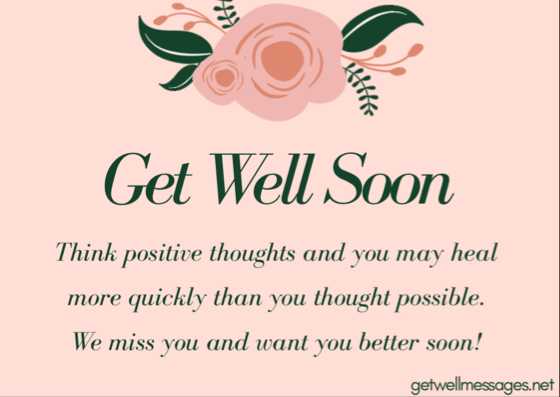 Get Well Soon
Think positive thoughts and you may heal
more quickly than you thought possible.
We miss you and want you better soon!
getwellmessages.net